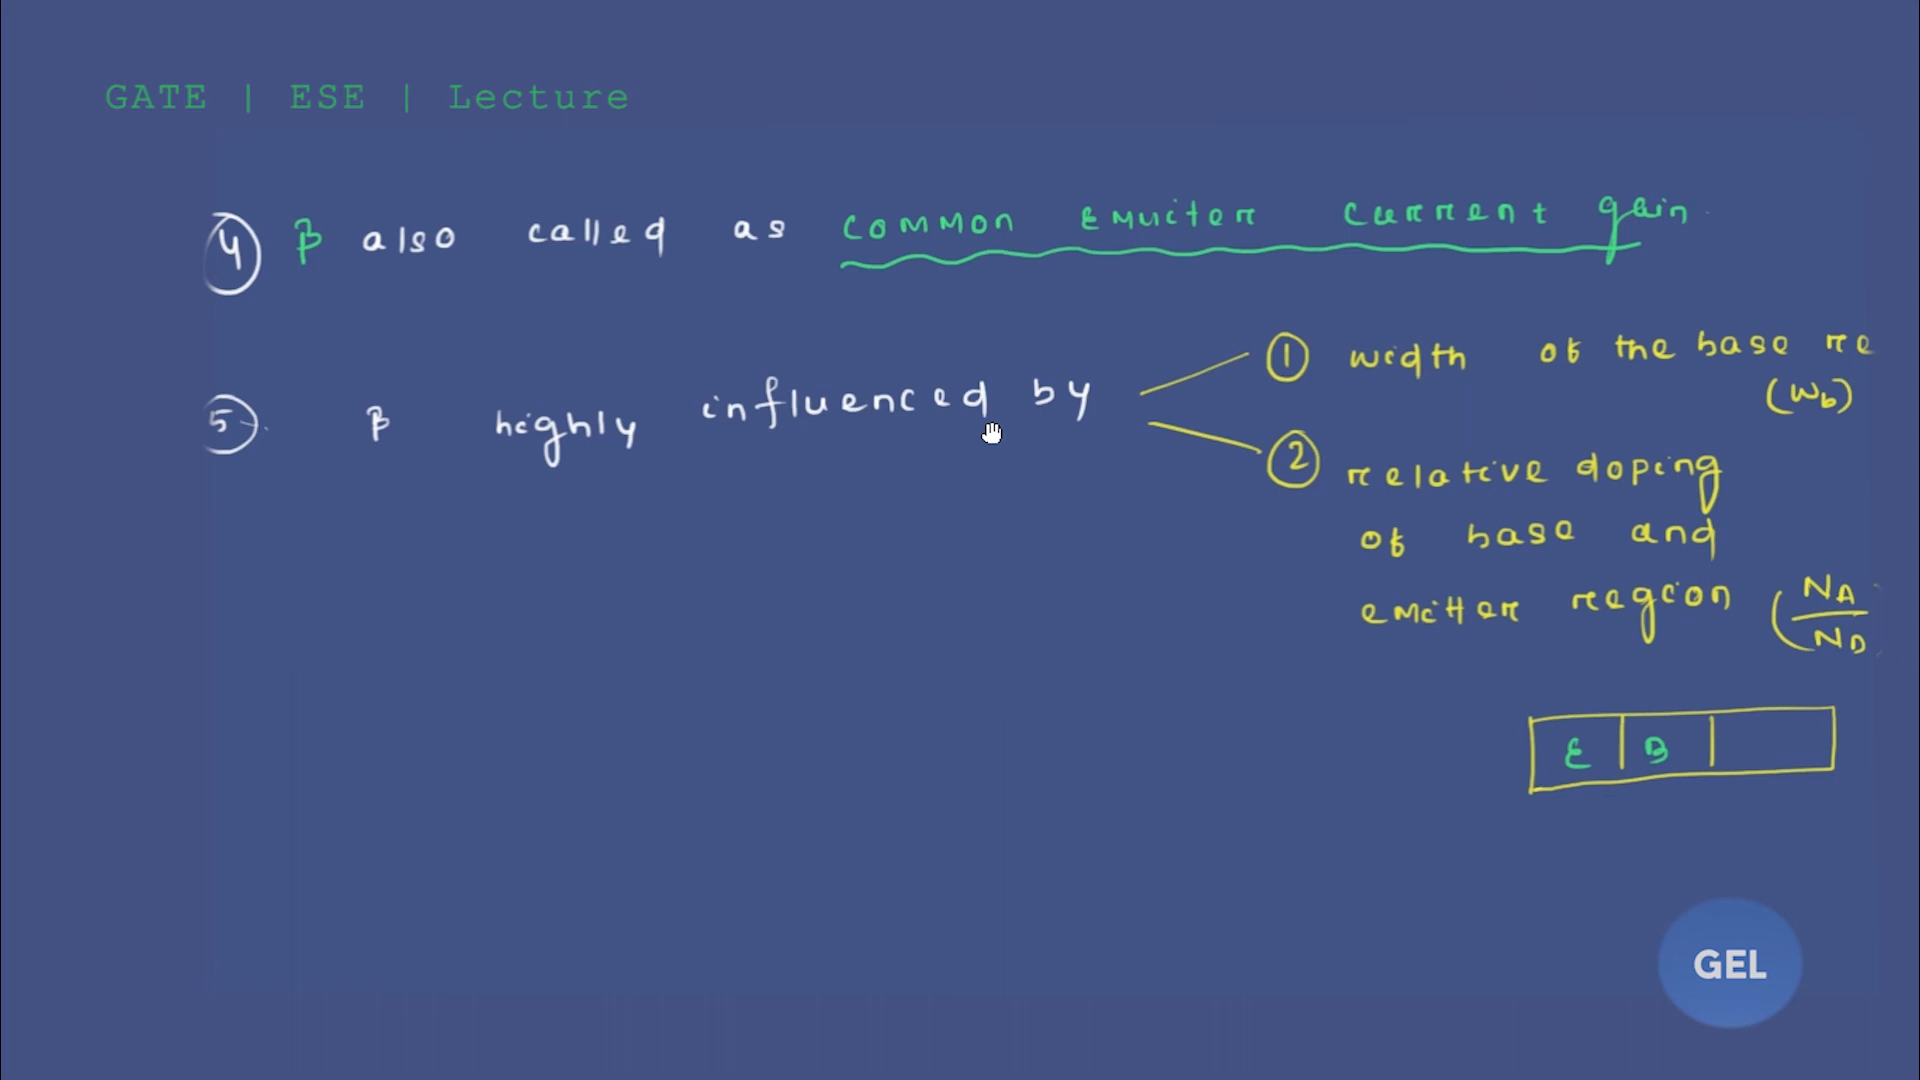 GATE | ESE | Lecture
4 β also called as common emitter current gain
5. β highly influenced by
1 width of the base re
(Wb)
2 relative doping
of base and
emitter region (NA/ND
E B
GEL